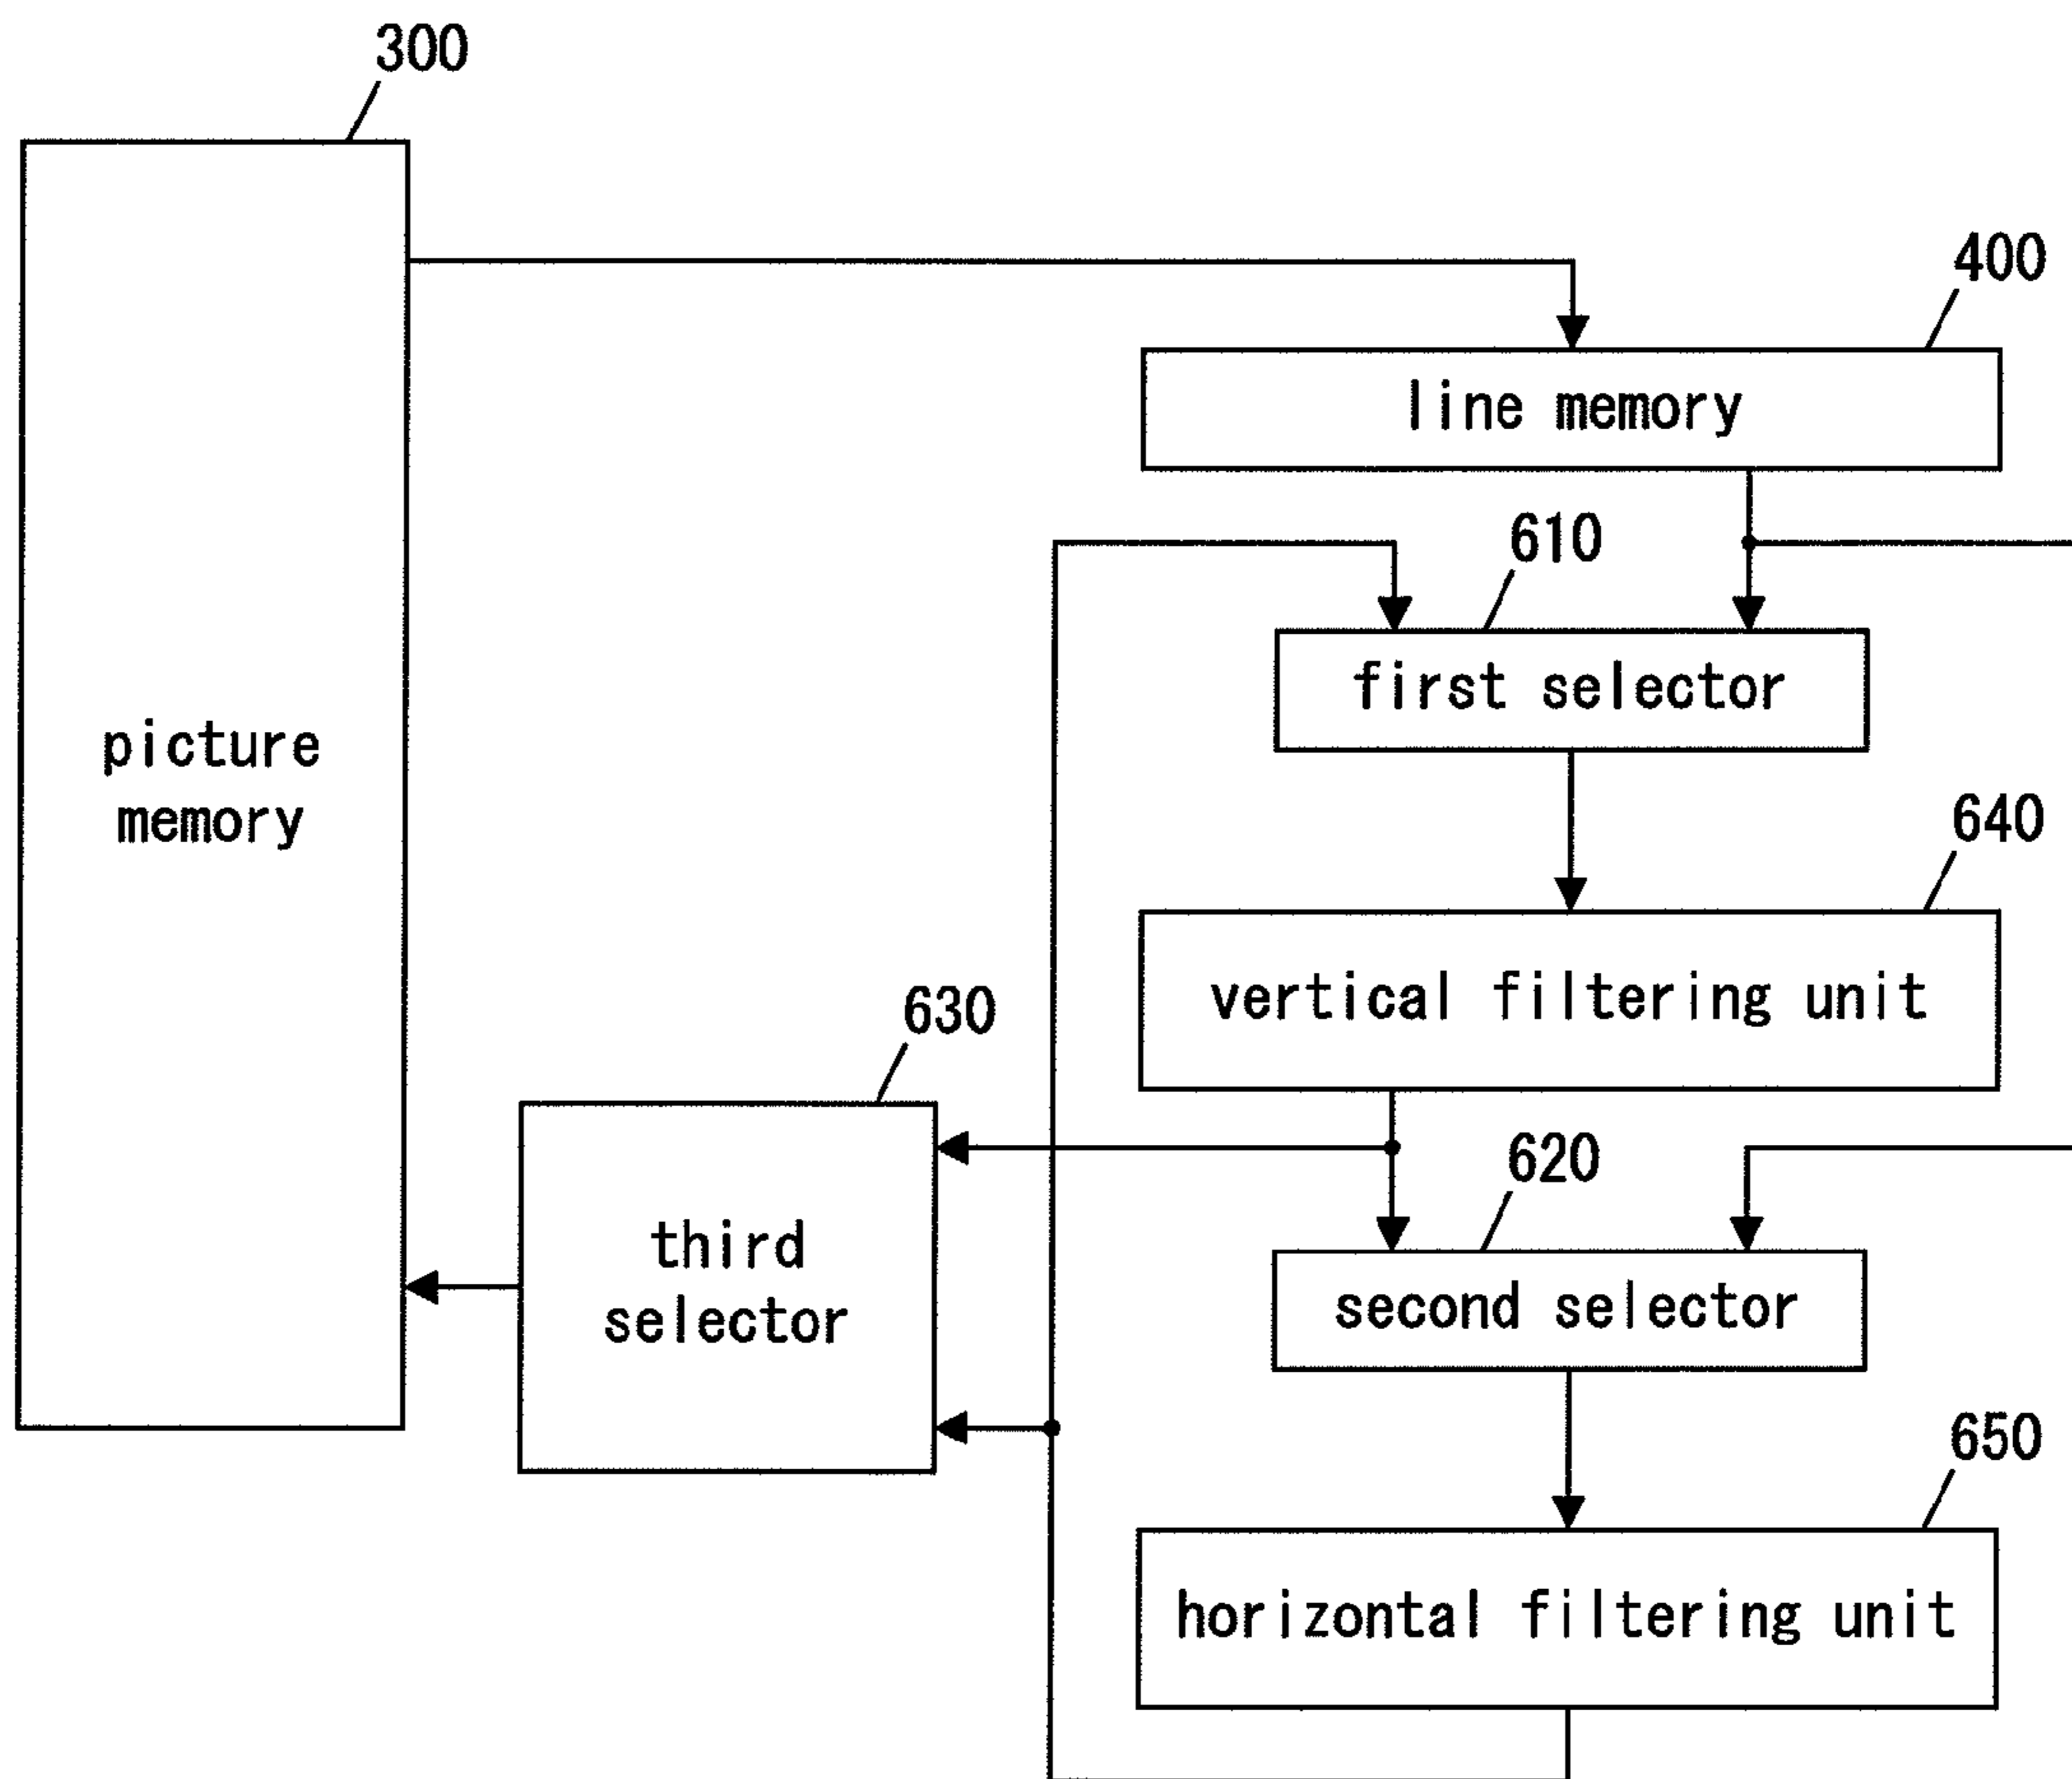 300
400
line memory
610
first selector
picture
memory
640
vertical filtering unit
630
620
third
selector
second selector
650
horizontal filtering unit